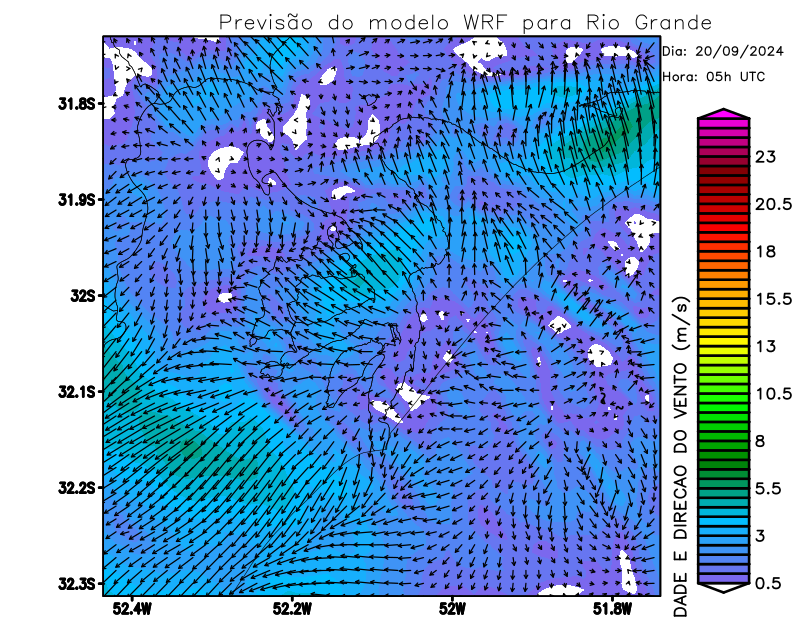 Previsão do modelo WRF para Rio Grande
Dia: 20/09/2024
Hora: 05h UTC
31.8S
31.9S
32S
32.1S
32.2S
32.3S
52.4W
52.2W
52W
51.8W
23
20.5
18
15.5
13
10.5
8
5.5
3
0.5
DADE E DIRECAO DO VENTO (m/s)